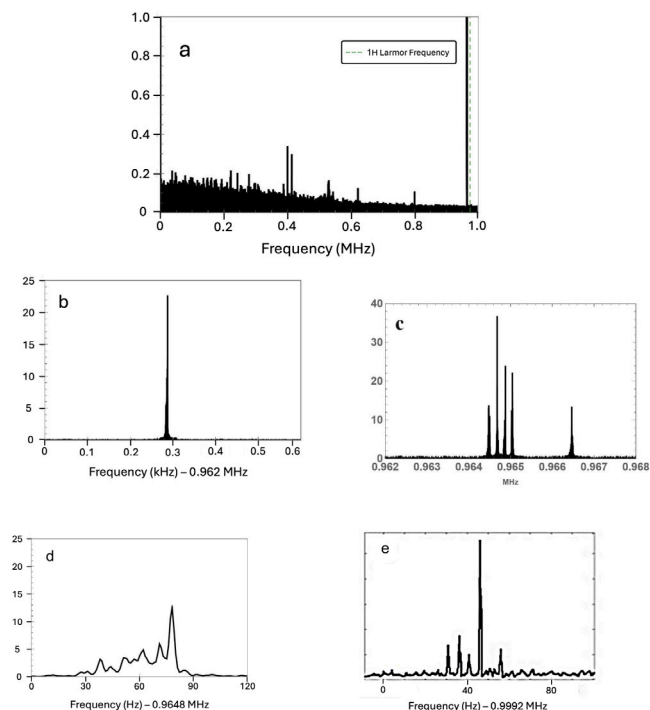 1.0
a
1H Larmor Frequency
0.8
0.6
0.4
0.2
0
0 0.2 0.4 0.6 0.8 1.0
Frequency (MHz)
25
b
20
15
10
5
0
0 0.1 0.2 0.3 0.4 0.5 0.6
Frequency (kHz) – 0.962 MHz
40
c
30
20
10
0
0.962 0.963 0.964 0.965 0.966 0.967 0.968
MHz
25
d
20
15
10
5
0
0 30 60 90 120
Frequency (Hz) – 0.9648 MHz
e
0 40 80
Frequency (Hz) – 0.9992 MHz